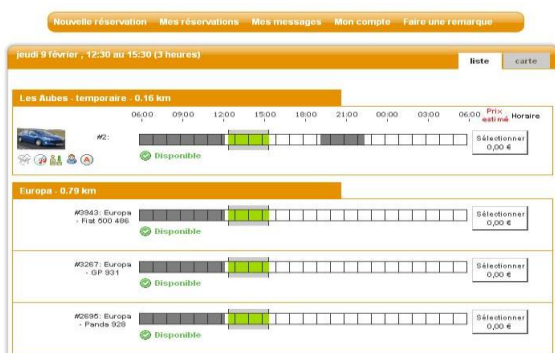 Nouvelle réservation Mes réservations Mes messages Mon compte Faire une remarque
jeudi 9 février , 12:30 au 15:30 (3 heures)
liste carte
Les Aubes - temporaire - 0.16 km
06:00 09:00 12:00 15:00 18:00 21:00 00:00 03:00 06:00 Prix estimé Horaire
#2:
Sélectionner
0,00 €
Disponible
Europa - 0.79 km
#3943: Europa
- Fiat 500 486
Sélectionner
0,00 €
Disponible
#3267: Europa
- GP 931
Sélectionner
0,00 €
Disponible
#2695: Europa
- Panda 928
Sélectionner
0,00 €
Disponible